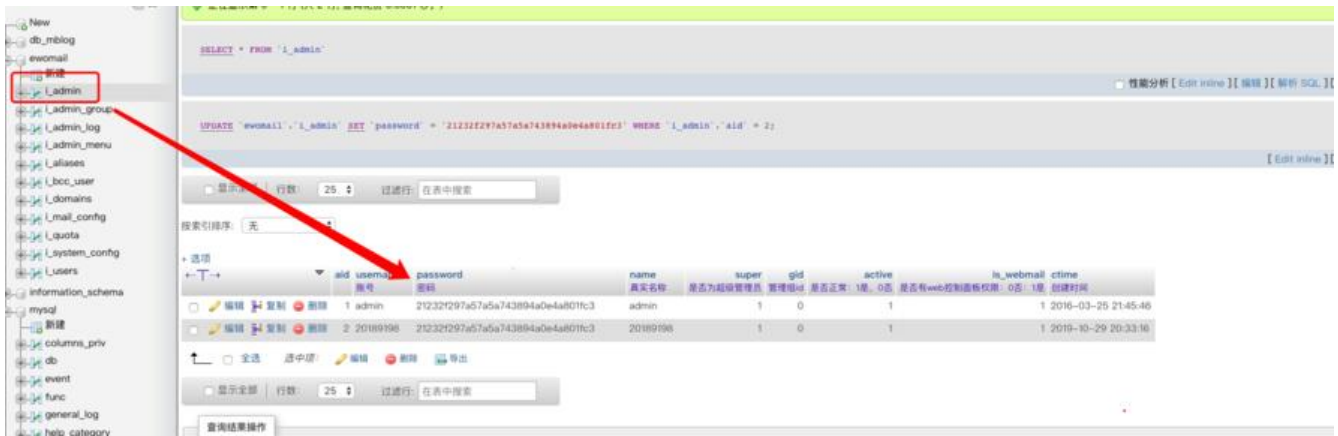 New
db_mblog
ewomail
新建
i_admin
i_admin_group
i_admin_log
i_admin_menu
i_aliases
i_bcc_user
i_domains
i_mail_config
i_quota
i_system_config
i_users
information_schema
mysql
新建
columns_priv
db
event
func
general_log
help_category
SELECT * FROM `i_admin`
性能分析 [ Edit inline ][ 编辑 ][ 解析 SQL ][
UPDATE `ewomail`.`i_admin` SET `password` = '21232f297a57a5a743894a0e4a801fc3' WHERE `i_admin`.`aid` = 2;
[ Edit inline ][
显示全部 | 行数: 25 过滤行: 在表中搜索
按索引排序: 无
+ 选项
←T→ aid password name super gid active is_webmail ctime
账号 密码 真实名称 是否为超级管理员 管理组id 是否正常:1是,0否 是否有web控制面板权限:0否:1是 创建时间
编辑 复制 删除 1 admin 21232f297a57a5a743894a0e4a801fc3 admin 1 0 1 1 2016-03-25 21:45:46
编辑 复制 删除 2 20189198 21232f297a57a5a743894a0e4a801fc3 20189198 1 0 1 1 2019-10-29 20:33:16
全选 选中项: 编辑 删除 导出
显示全部 | 行数: 25 过滤行: 在表中搜索
查询结果操作